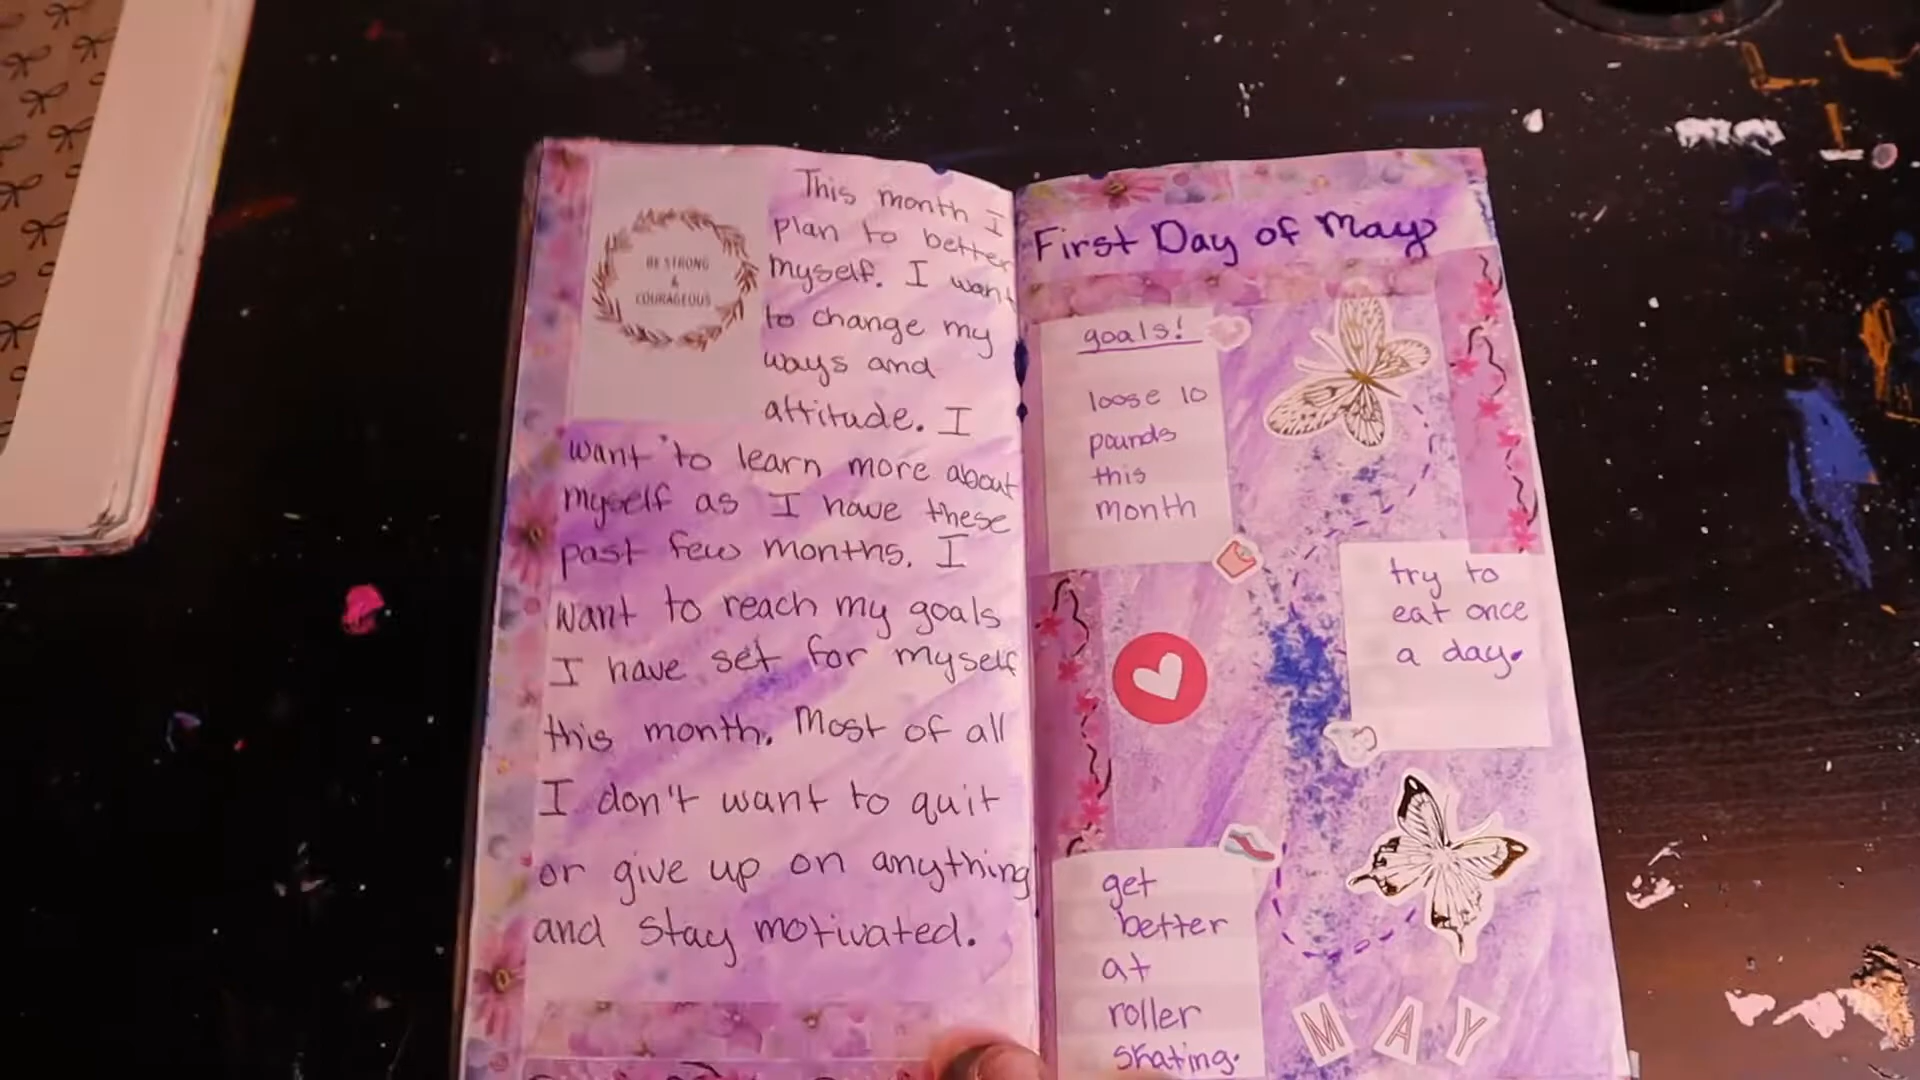 BE STRONG
&
COURAGEOUS
This month I
plan to better
myself. I want
to change my
ways and
attitude. I
want to learn more about
myself as I have these
past few months. I
want to reach my goals
I have set for myself
this month. Most of all
I don't want to quit
or give up on anything
and stay motivated.
First Day of May
goals!
loose 10
pounds
this
month
try to
eat once
a day.
get
better
at
roller
skating.
MAY